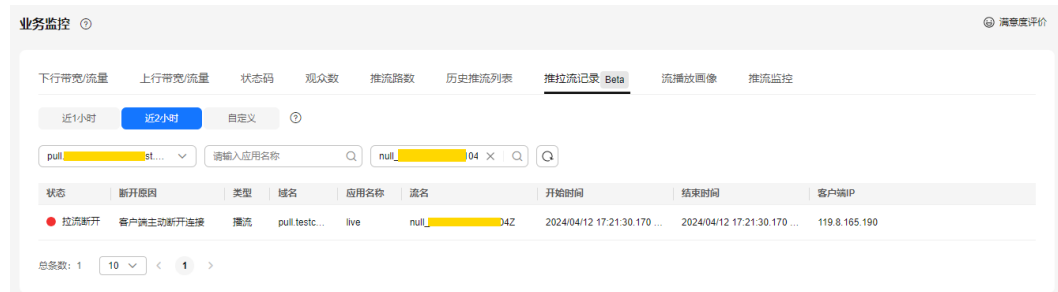 业务监控 满意度评价
下行带宽/流量 上行带宽/流量 状态码 观众数 推流路数 历史推流列表 推拉流记录 Beta 流播放画像 推流监控
近1小时 近2小时 自定义
pull. st.... 请输入应用名称 null_ 04
状态 断开原因 类型 域名 应用名称 流名 开始时间 结束时间 客户端IP
拉流断开 客户端主动断开连接 播流 pull.testc... live null_ 04Z 2024/04/12 17:21:30.170 ... 2024/04/12 17:21:30.170 ... 119.8.165.190
总条数: 1 10 < 1 >